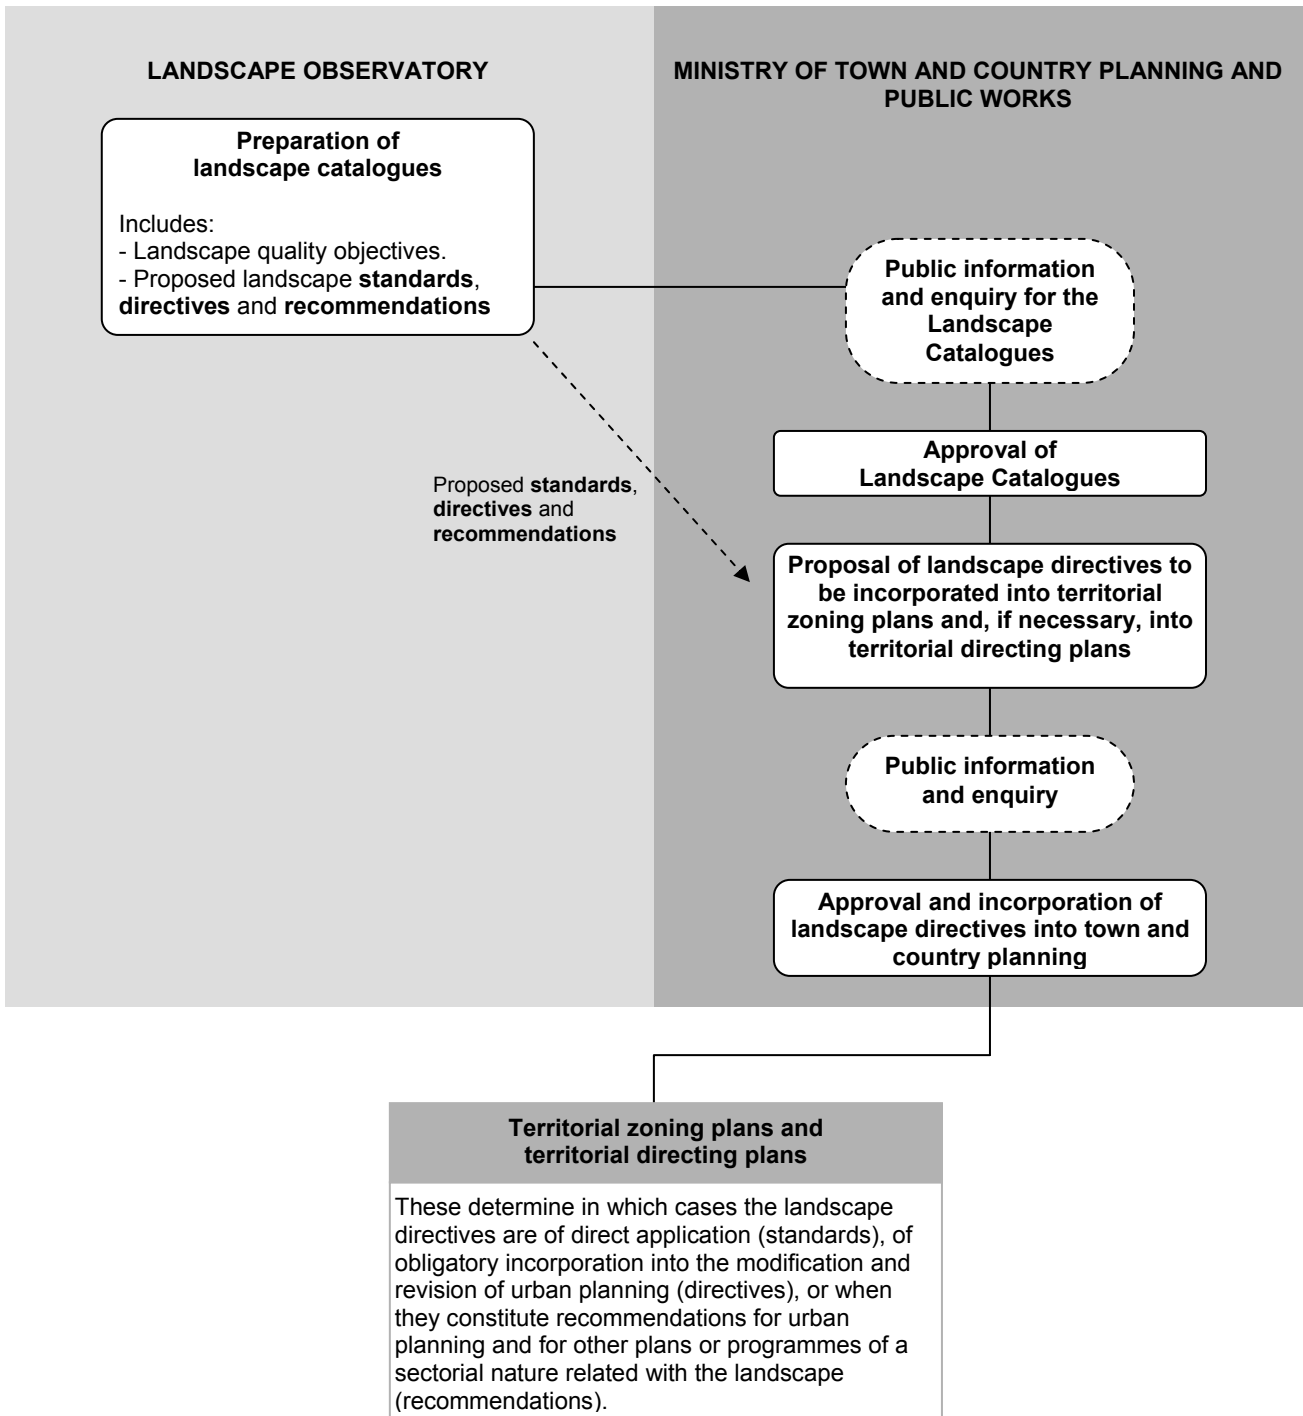 LANDSCAPE OBSERVATORY
MINISTRY OF TOWN AND COUNTRY PLANNING AND
PUBLIC WORKS
Preparation of
landscape catalogues
Includes:
- Landscape quality objectives.
- Proposed landscape standards,
directives and recommendations
Public information
and enquiry for the
Landscape
Catalogues
Approval of
Landscape Catalogues
Proposed standards,
directives and
recommendations
Proposal of landscape directives to
be incorporated into territorial
zoning plans and, if necessary, into
territorial directing plans
Public information
and enquiry
Approval and incorporation of
landscape directives into town and
country planning
Territorial zoning plans and
territorial directing plans
These determine in which cases the landscape
directives are of direct application (standards), of
obligatory incorporation into the modification and
revision of urban planning (directives), or when
they constitute recommendations for urban
planning and for other plans or programmes of a
sectorial nature related with the landscape
(recommendations).